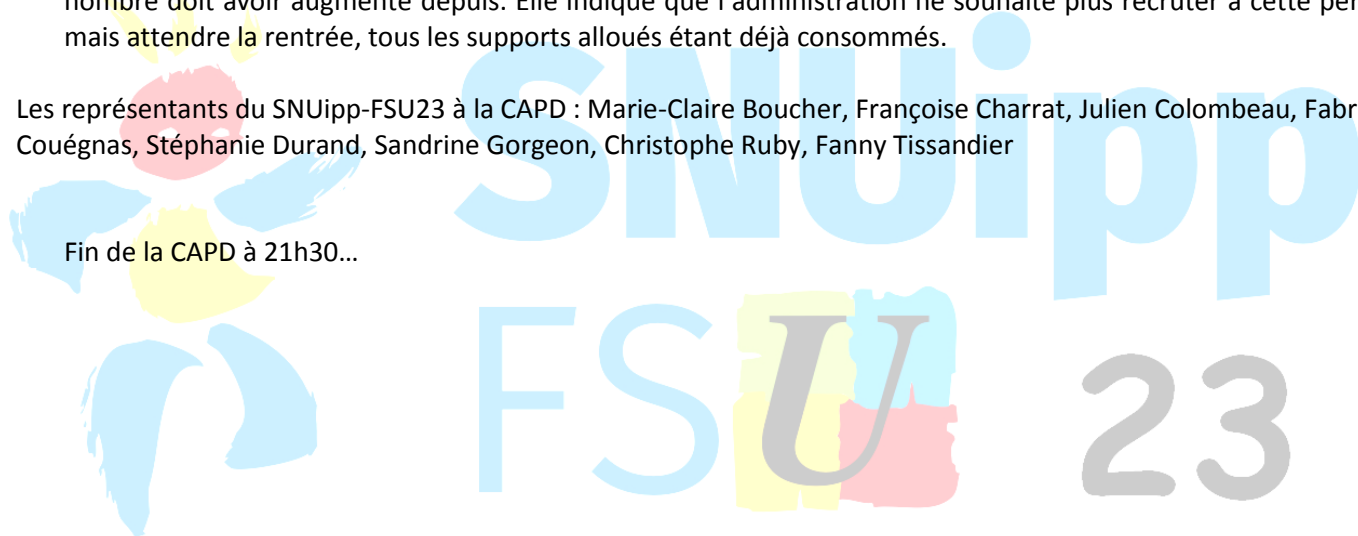 nombre doit avoir augmenté depuis. Elle indique que l'administration ne souhaite plus recruter à cette
mais attendre la rentrée, tous les supports alloués étant déjà consommés.
Les représentants du SNUipp-FSU23 à la CAPD : Marie-Claire Boucher, Françoise Charrat, Julien Colombeau,
Couégnas, Stéphanie Durand, Sandrine Gorgeon, Christophe Ruby, Fanny Tissandier
Fin de la CAPD à 21h30…
SNUipp
FSU 23